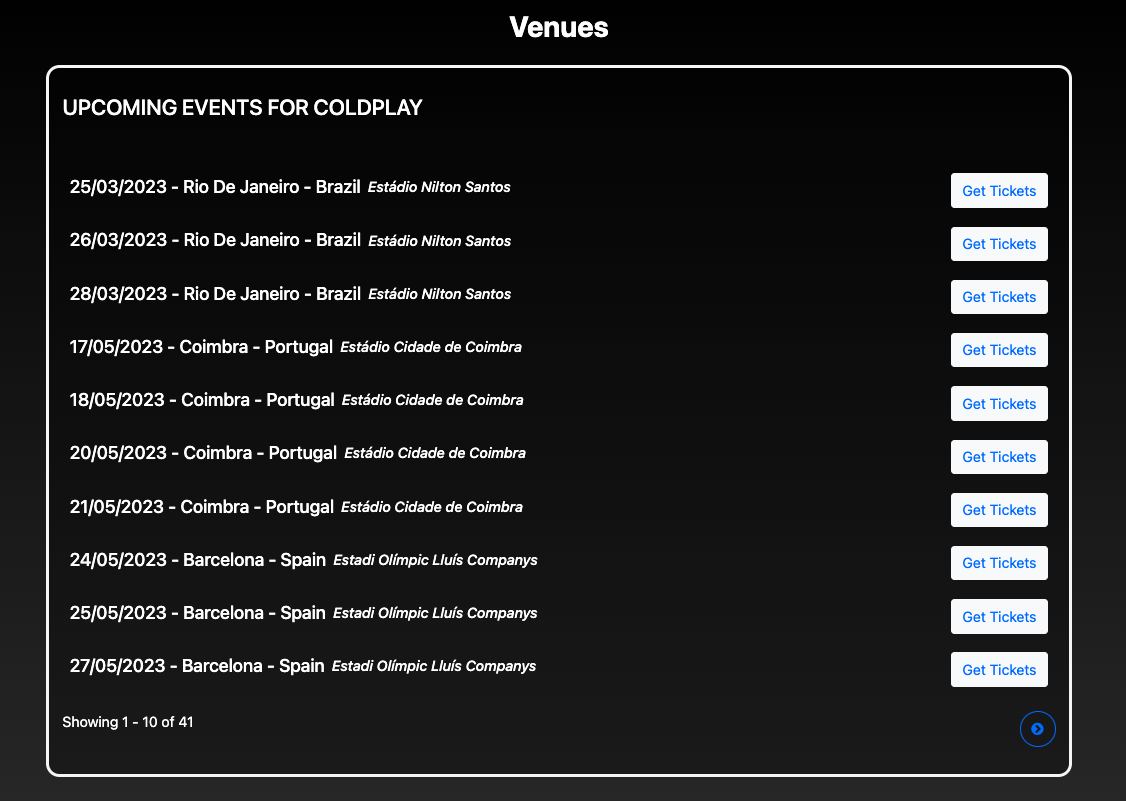 Venues
UPCOMING EVENTS FOR COLDPLAY
25/03/2023 - Rio De Janeiro - Brazil Estádio Nilton Santos Get Tickets
26/03/2023 - Rio De Janeiro - Brazil Estádio Nilton Santos Get Tickets
28/03/2023 - Rio De Janeiro - Brazil Estádio Nilton Santos Get Tickets
17/05/2023 - Coimbra - Portugal Estádio Cidade de Coimbra Get Tickets
18/05/2023 - Coimbra - Portugal Estádio Cidade de Coimbra Get Tickets
20/05/2023 - Coimbra - Portugal Estádio Cidade de Coimbra Get Tickets
21/05/2023 - Coimbra - Portugal Estádio Cidade de Coimbra Get Tickets
24/05/2023 - Barcelona - Spain Estadi Olímpic Lluís Companys Get Tickets
25/05/2023 - Barcelona - Spain Estadi Olímpic Lluís Companys Get Tickets
27/05/2023 - Barcelona - Spain Estadi Olímpic Lluís Companys Get Tickets
Showing 1 - 10 of 41